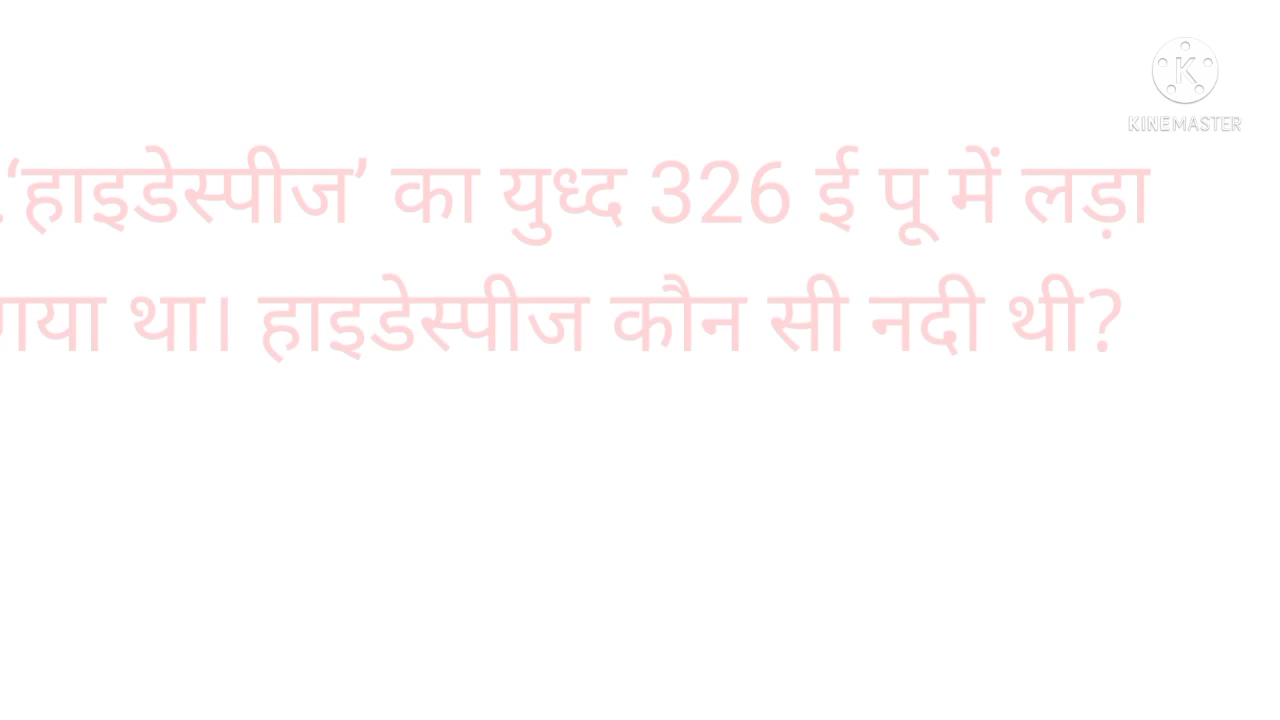 KINEMASTER
‘हाइडेस्पीज’ का युध्द 326 ई पू में लड़ा
गया था। हाइडेस्पीज कौन सी नदी थी?